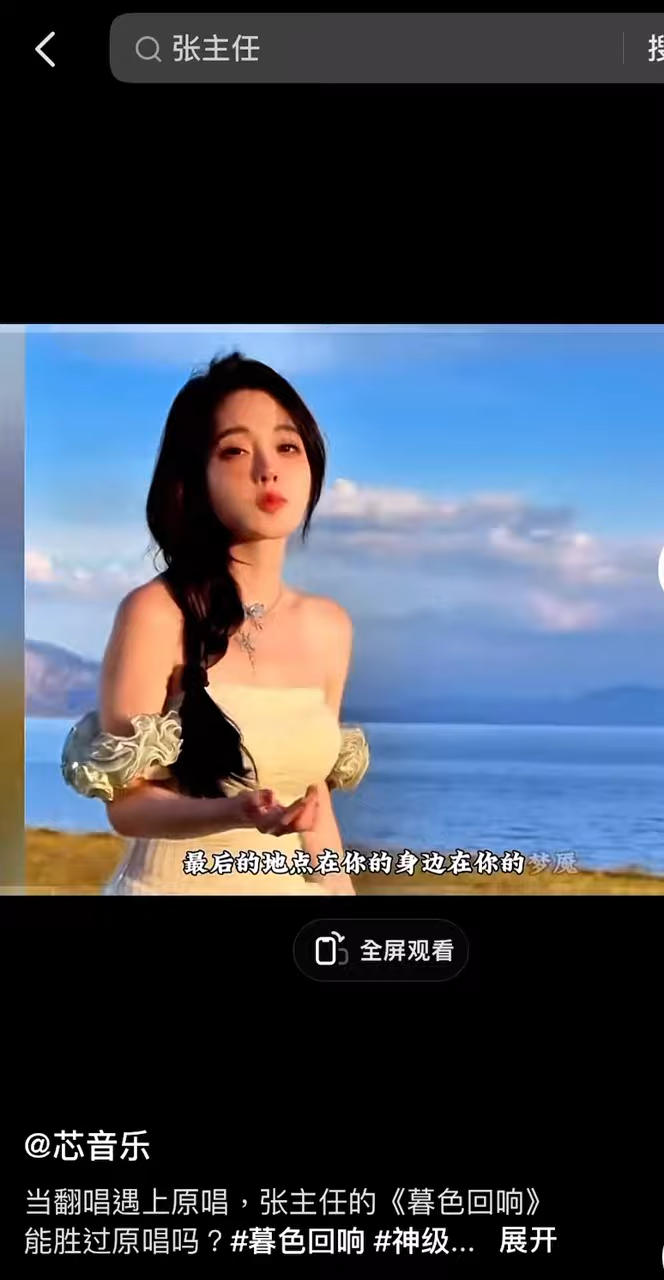 张主任
最后的地点在你的身边在你的梦魇
全屏观看
@芯音乐
当翻唱遇上原唱，张主任的《暮色回响》
能胜过原唱吗？#暮色回响 #神级... 展开